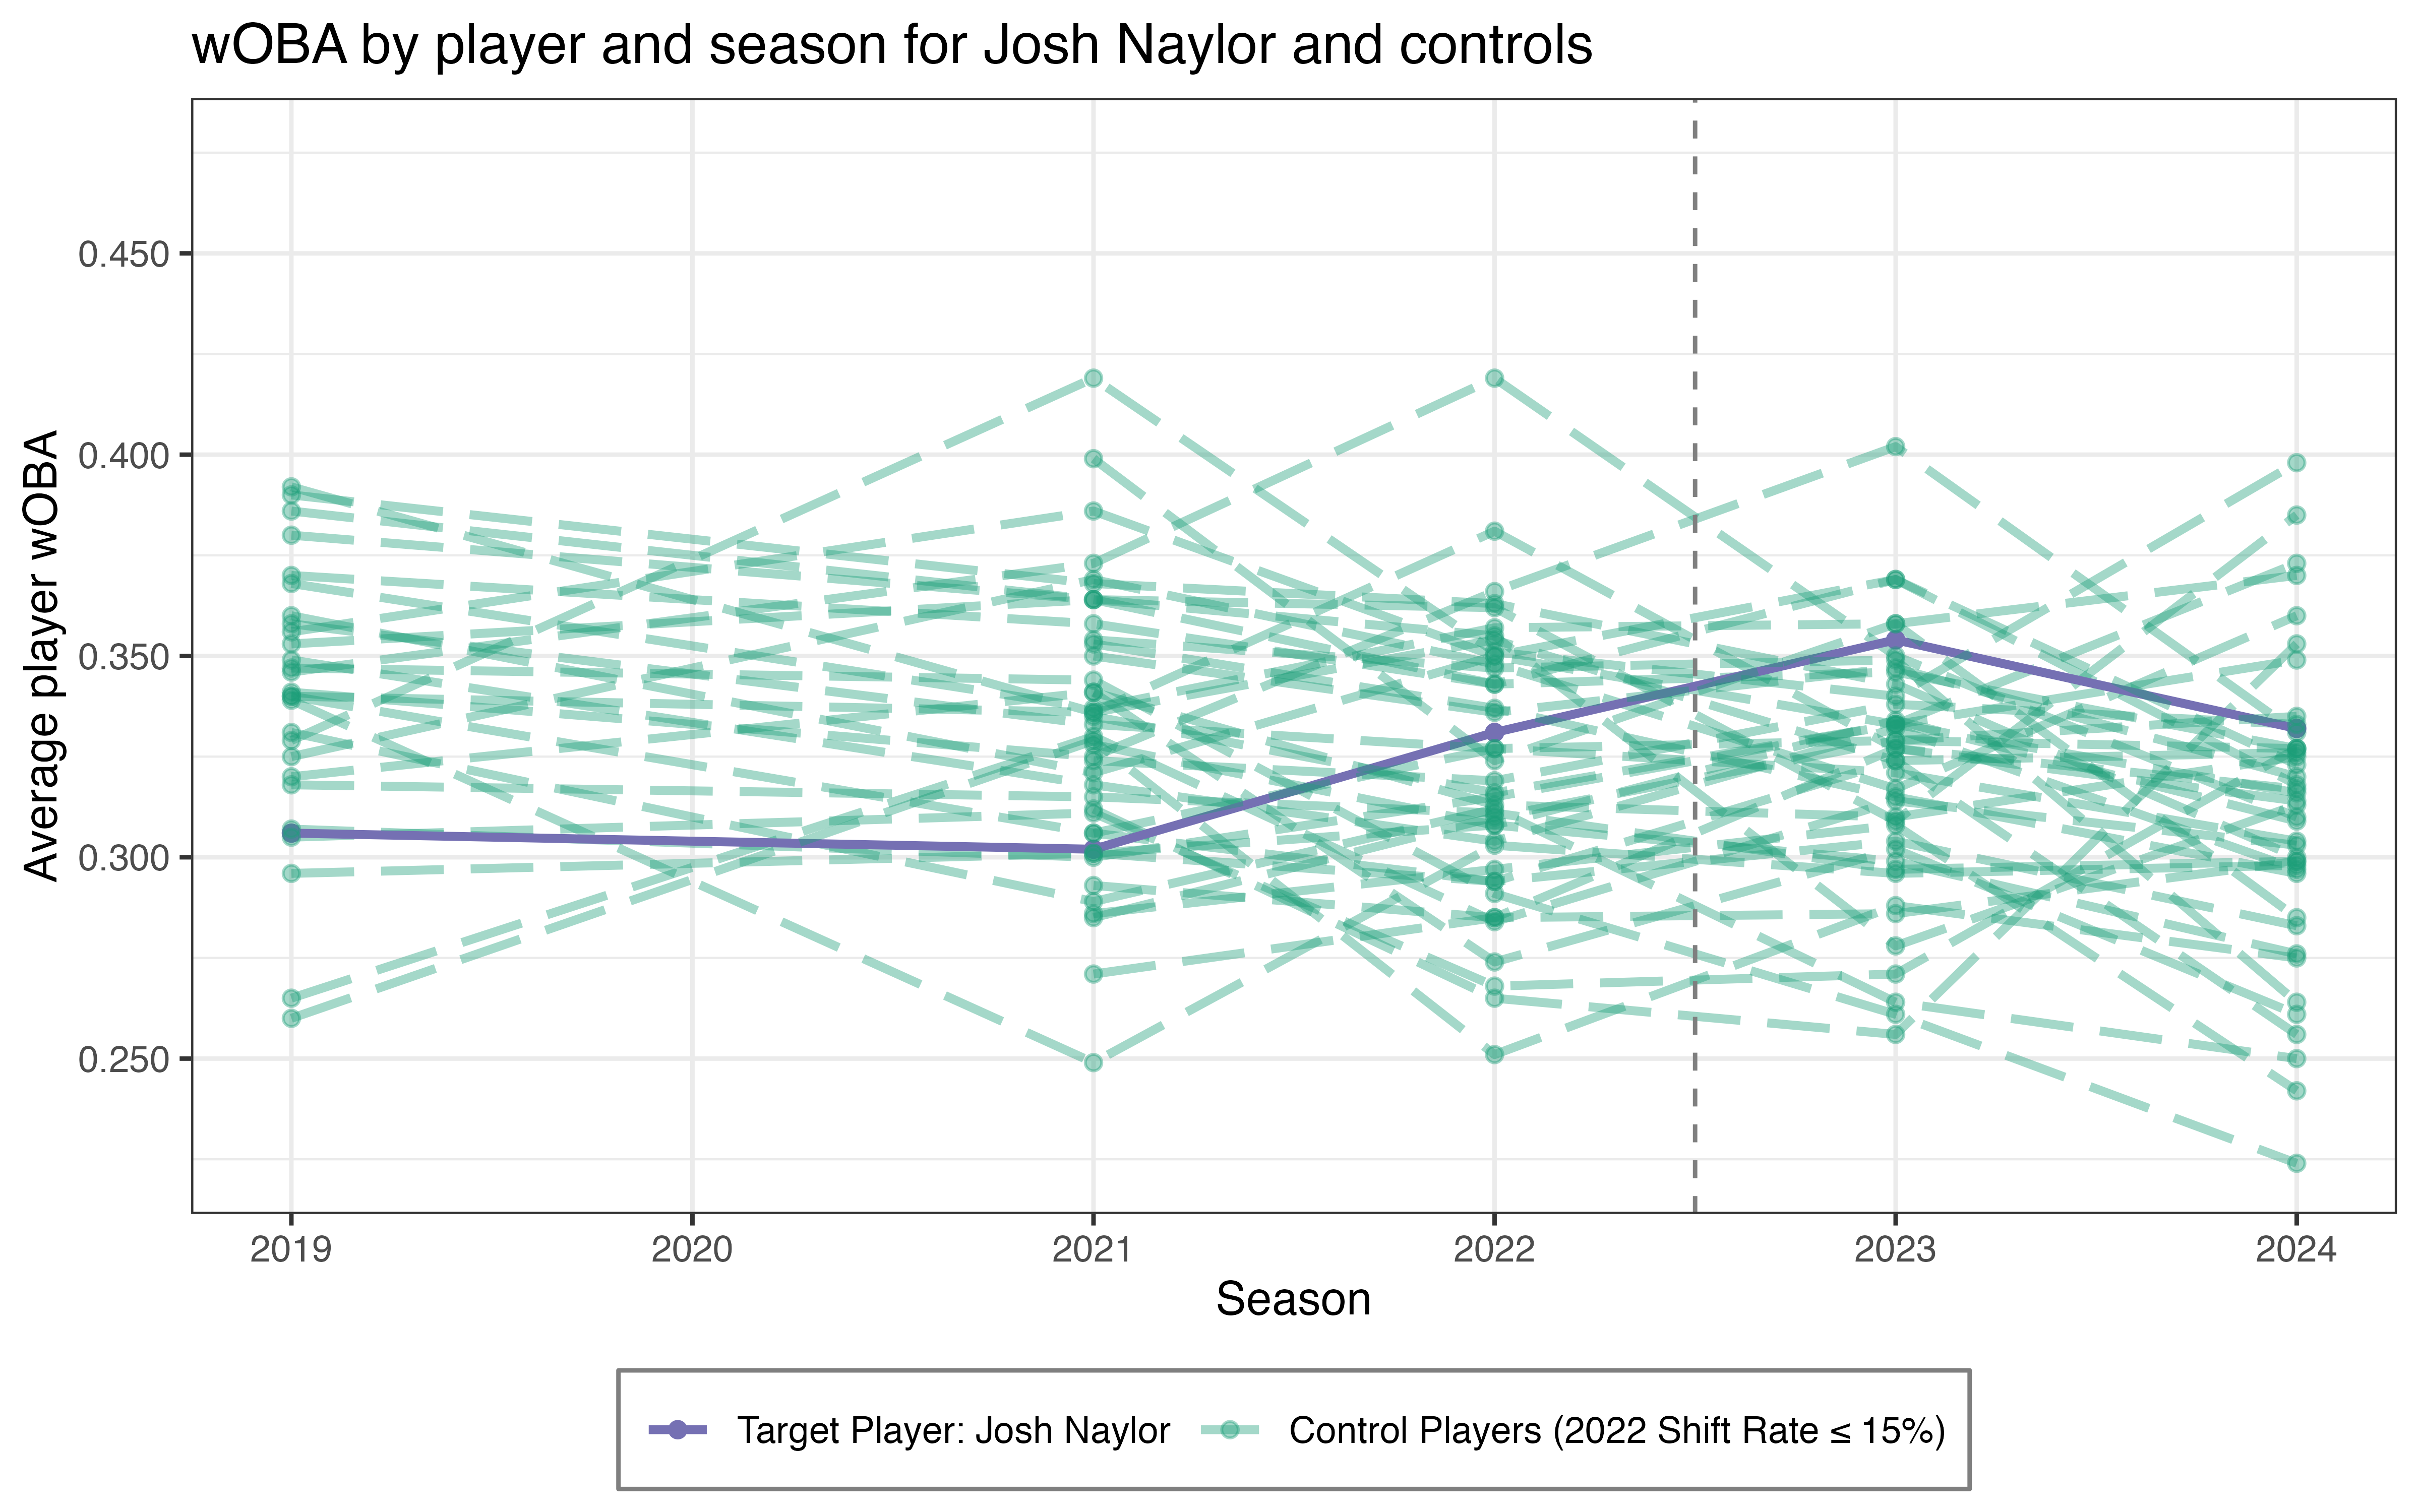 wOBA by player and season for Josh Naylor and controls
Average player wOBA
0.450
0.400
0.350
0.300
0.250
2019 2020 2021 2022 2023 2024
Season
Target Player: Josh Naylor Control Players (2022 Shift Rate ≤ 15%)